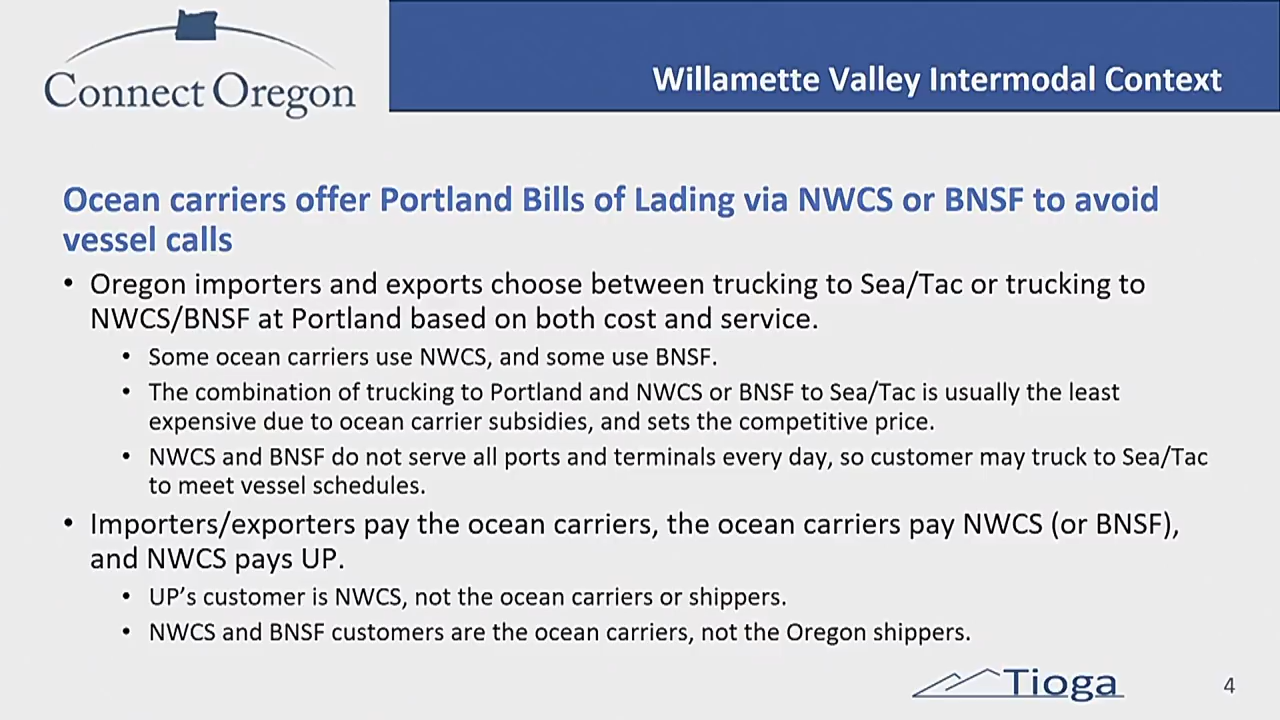 Connect Oregon
Willamette Valley Intermodal Context
Ocean carriers offer Portland Bills of Lading via NWCS or BNSF to avoid
vessel calls
• Oregon importers and exports choose between trucking to Sea/Tac or trucking to
NWCS/BNSF at Portland based on both cost and service.
• Some ocean carriers use NWCS, and some use BNSF.
• The combination of trucking to Portland and NWCS or BNSF to Sea/Tac is usually the least
expensive due to ocean carrier subsidies, and sets the competitive price.
• NWCS and BNSF do not serve all ports and terminals every day, so customer may truck to Sea/Tac
to meet vessel schedules.
• Importers/exporters pay the ocean carriers, the ocean carriers pay NWCS (or BNSF),
and NWCS pays UP.
• UP’s customer is NWCS, not the ocean carriers or shippers.
• NWCS and BNSF customers are the ocean carriers, not the Oregon shippers.
Tioga
4